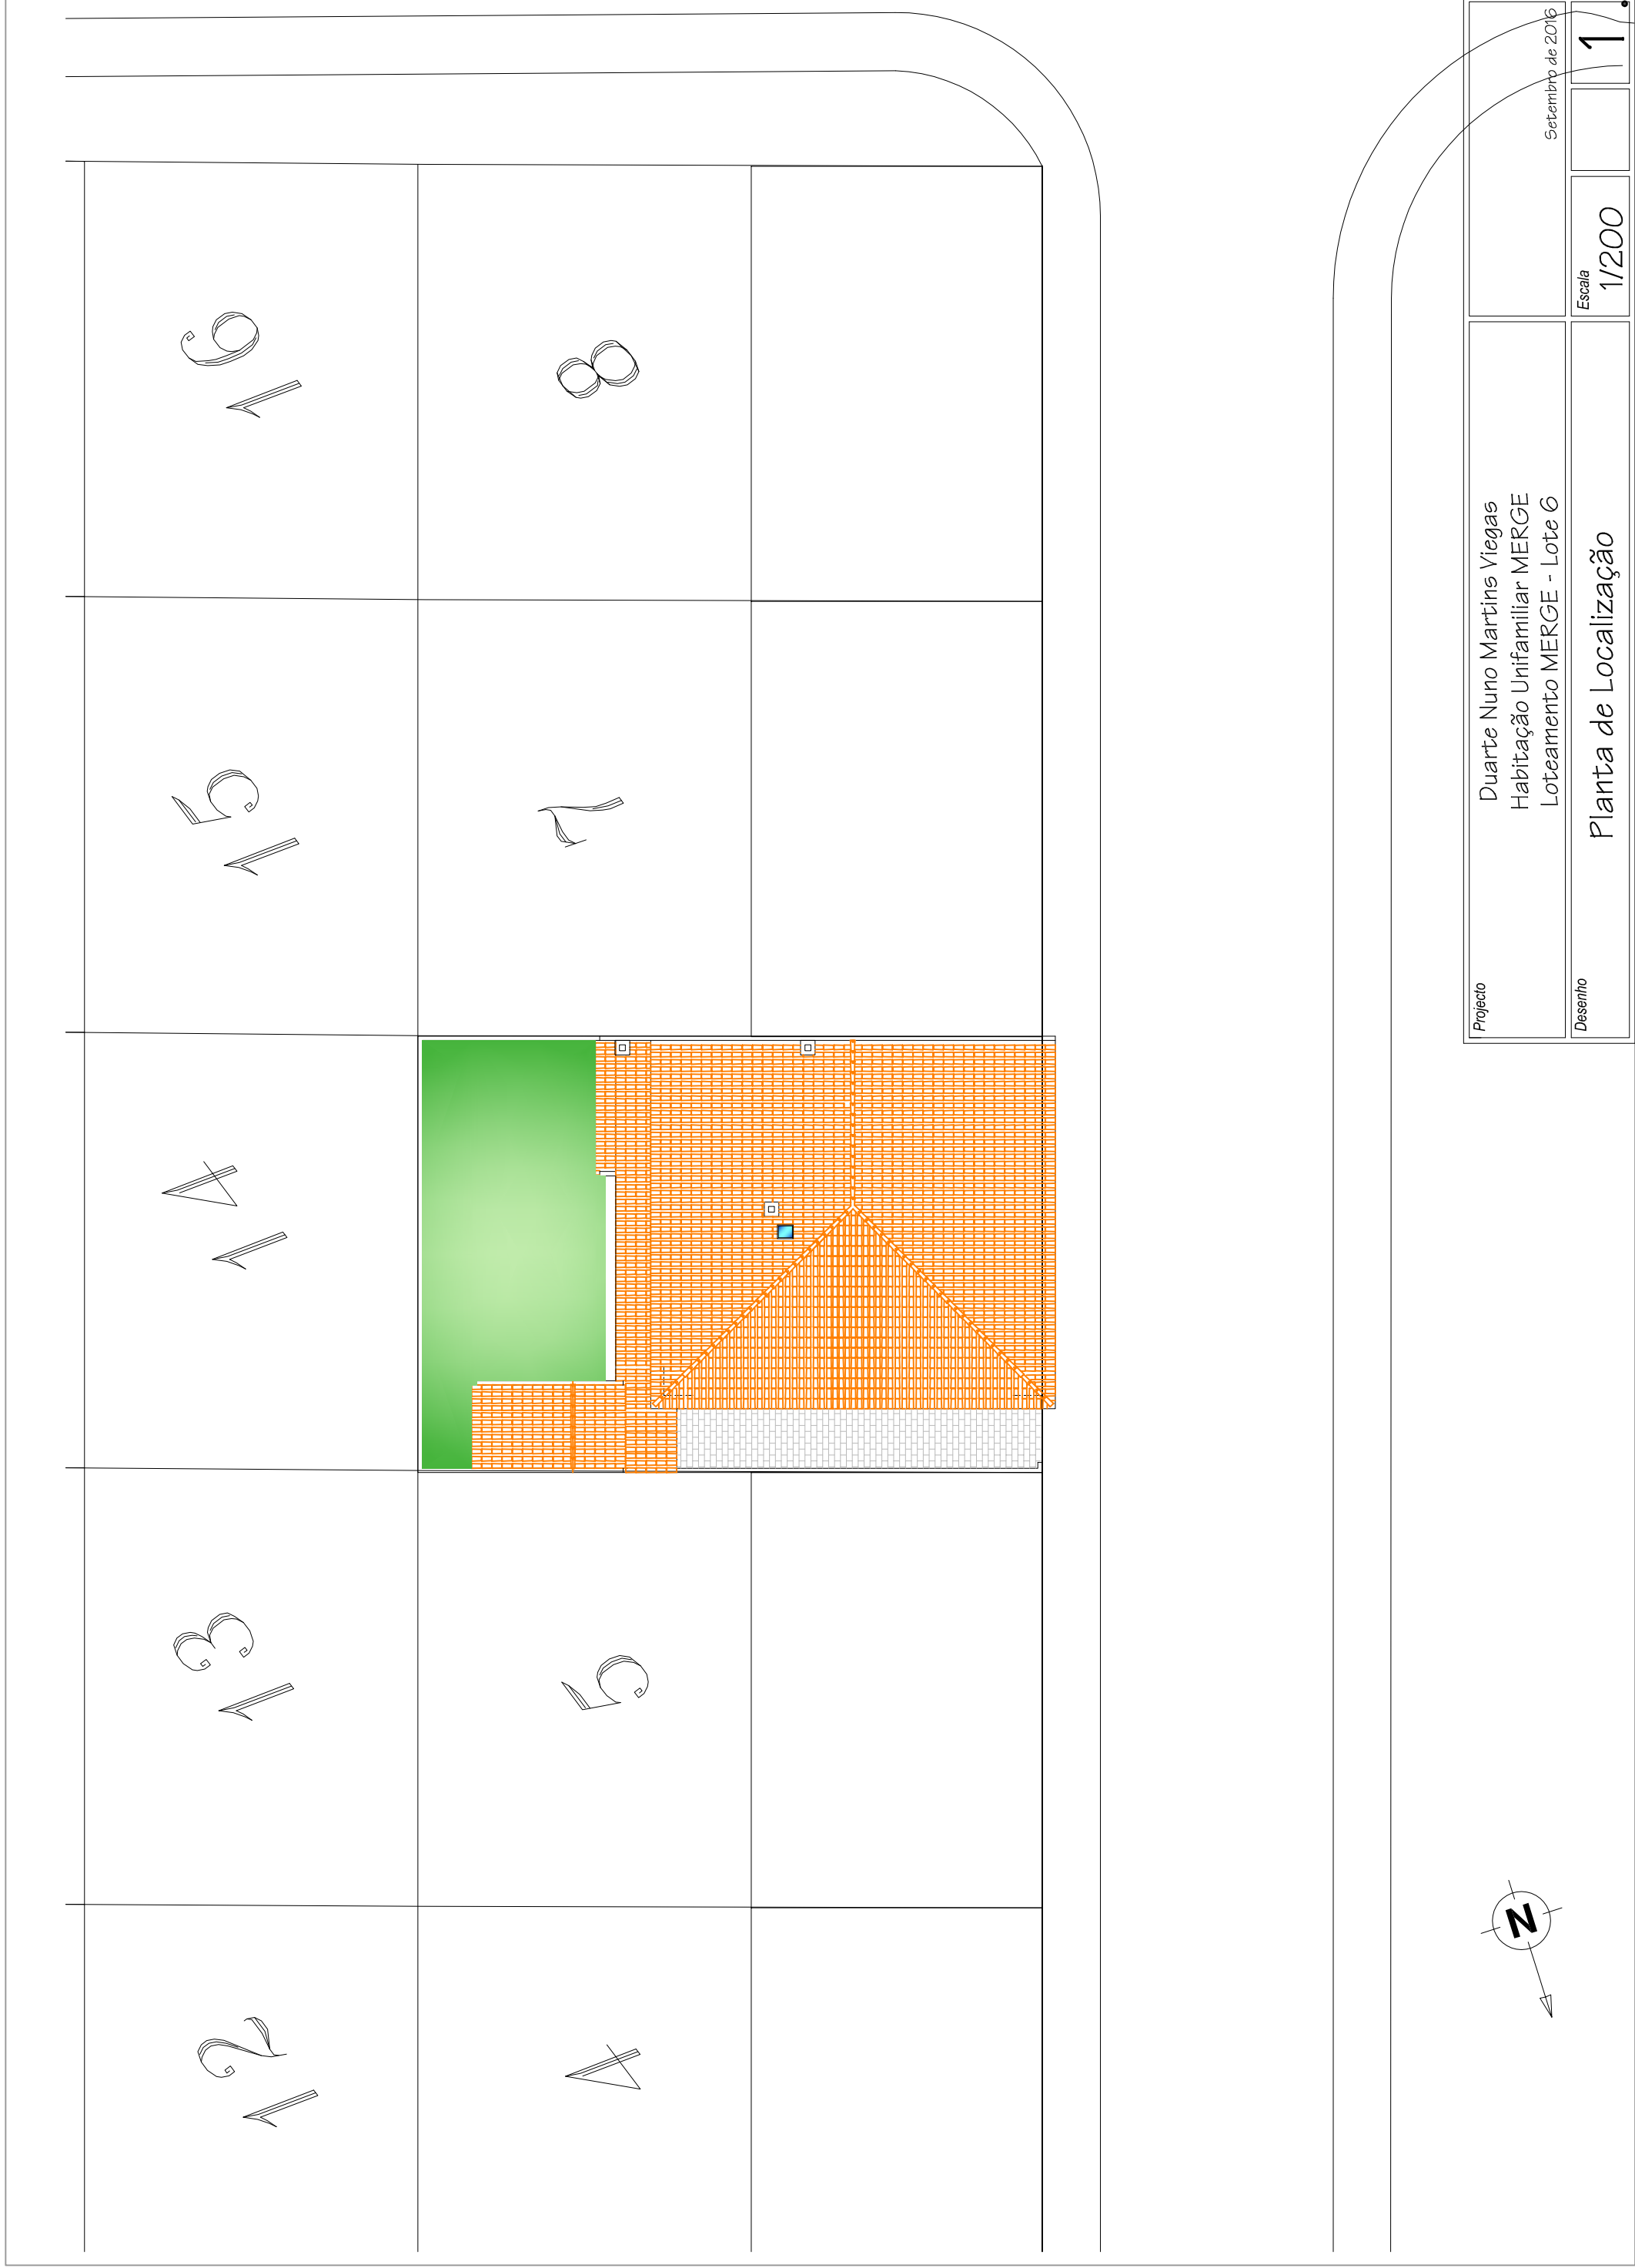 16
8
15
7
14
13
5
12
4
Projecto
Duarte Nuno Martins Viegas
Habitação Unifamiliar MERGE
Loteamento MERGE - Lote 6
Setembro de 2016
Desenho
Planta de Localização
Escala
1/200
1.
N